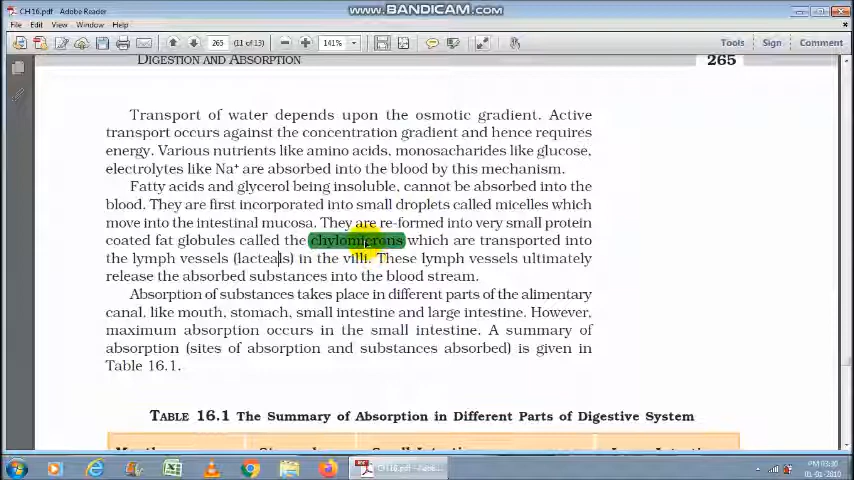 CH16.pdf - Adobe Reader
www.BANDICAM.com
File Edit View Window Help
265 (11 of 13) 141% Tools Sign Comment
DIGESTION AND ABSORPTION 265
Transport of water depends upon the osmotic gradient. Active
transport occurs against the concentration gradient and hence requires
energy. Various nutrients like amino acids, monosacharides like glucose,
electrolytes like Na+ are absorbed into the blood by this mechanism.
Fatty acids and glycerol being insoluble, cannot be absorbed into the
blood. They are first incorporated into small droplets called micelles which
move into the intestinal mucosa. They are re-formed into very small protein
coated fat globules called the chylomicrons which are transported into
the lymph vessels (lacteals) in the villi. These lymph vessels ultimately
release the absorbed substances into the blood stream.
Absorption of substances takes place in different parts of the alimentary
canal, like mouth, stomach, small intestine and large intestine. However,
maximum absorption occurs in the small intestine. A summary of
absorption (sites of absorption and substances absorbed) is given in
Table 16.1.
TABLE 16.1 The Summary of Absorption in Different Parts of Digestive System
CH16.pdf - Adob...
PM 03:30
01-01-2010